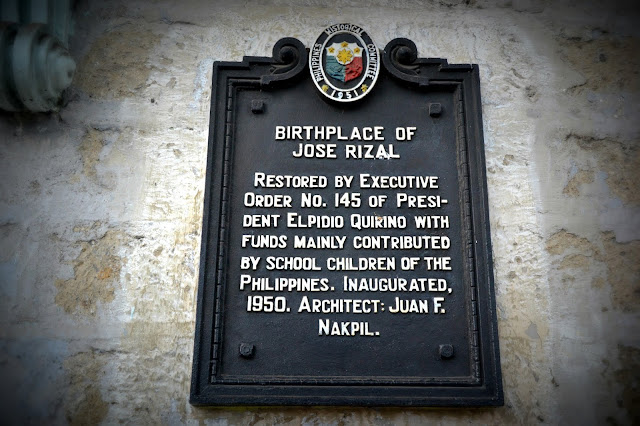 PHILIPPINES HISTORICAL COMMITTEE
1951
BIRTHPLACE OF
JOSE RIZAL
RESTORED BY EXECUTIVE
ORDER NO. 145 OF PRESI-
DENT ELPIDIO QUIRINO WITH
FUNDS MAINLY CONTRIBUTED
BY SCHOOL CHILDREN OF THE
PHILIPPINES. INAUGURATED,
1950. ARCHITECT: JUAN F.
NAKPIL.